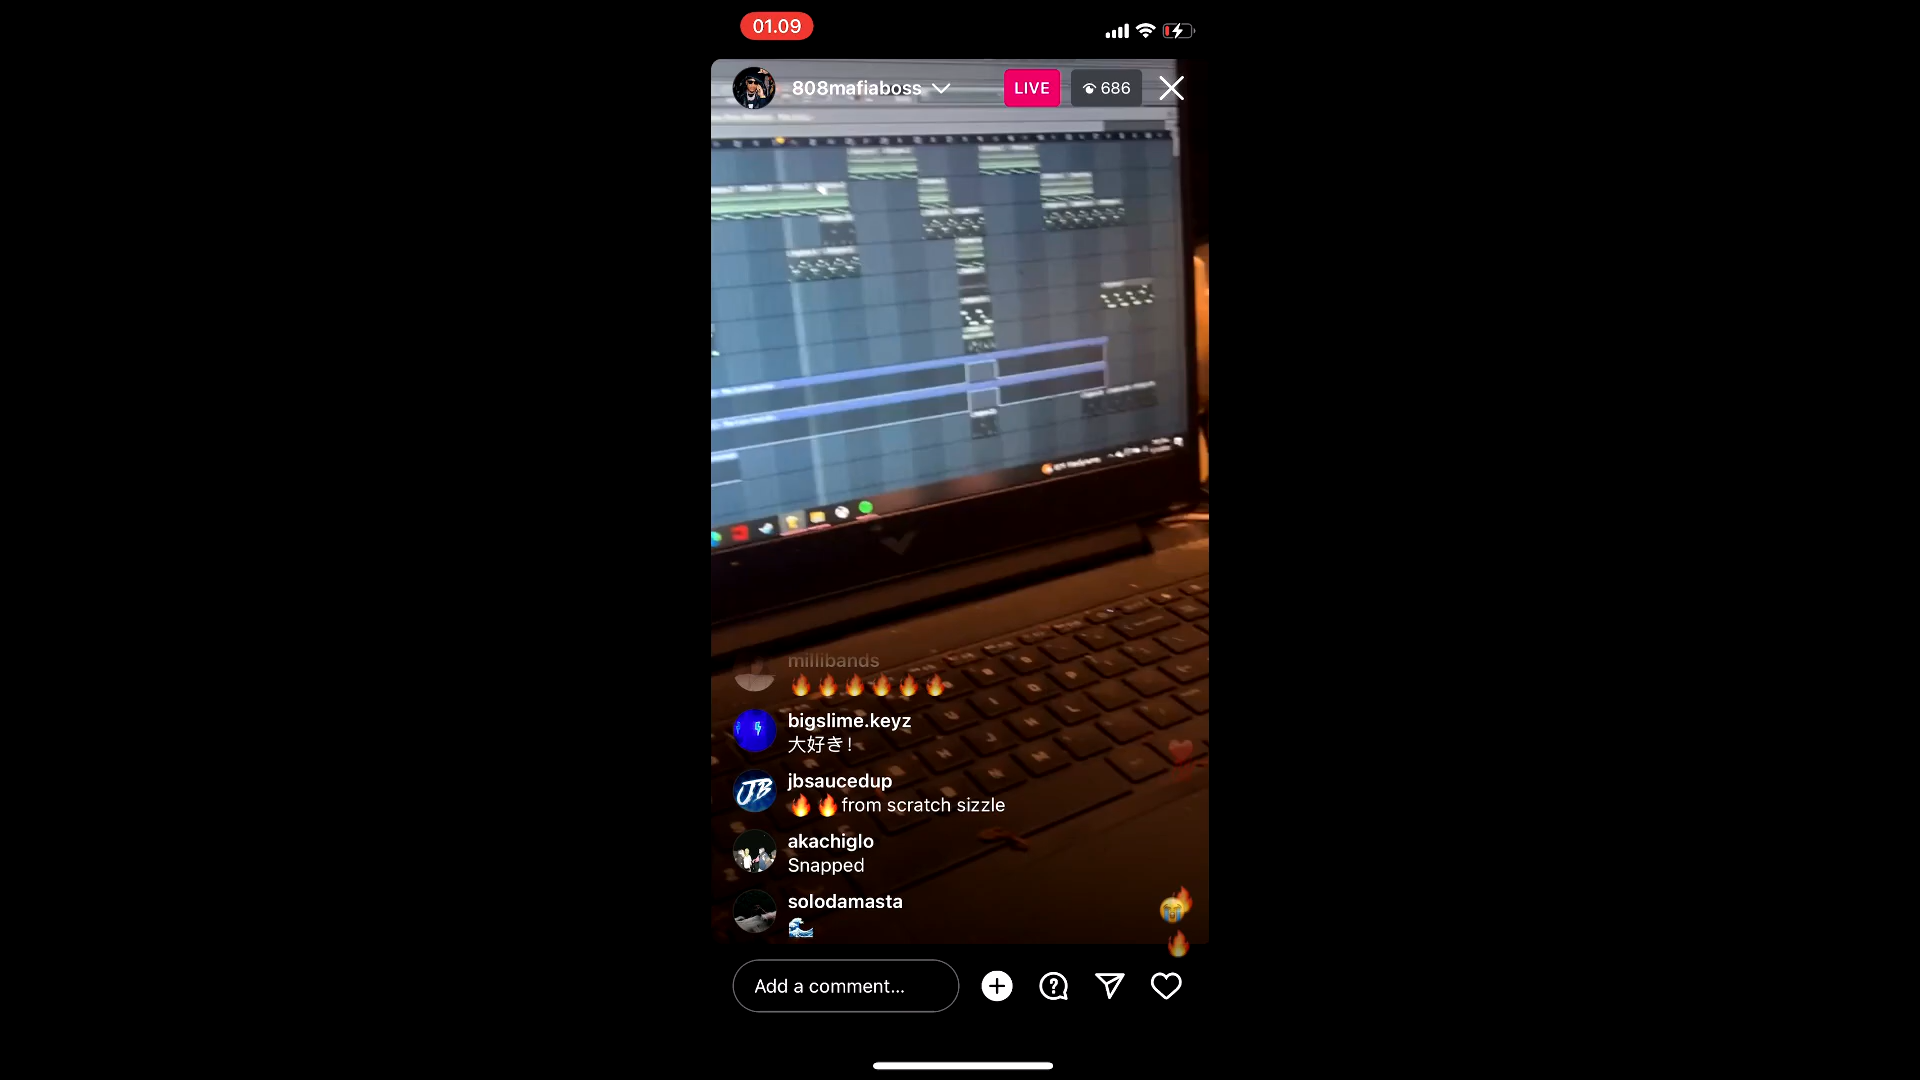 01.09
808mafiaboss
LIVE
686
millibands
🔥🔥🔥🔥🔥🔥
bigslime.keyz
大好き!
jbsaucedup
🔥🔥from scratch sizzle
akachiglo
Snapped
solodamasta
🌊
Add a comment...